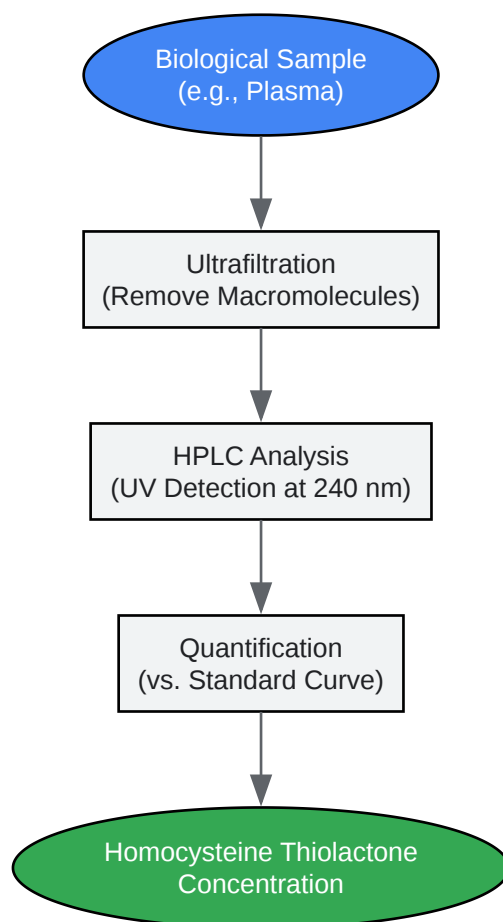 Biological Sample
(e.g., Plasma)
Ultrafiltration
(Remove Macromolecules)
HPLC Analysis
(UV Detection at 240 nm)
Quantification
(vs. Standard Curve)
Homocysteine Thiolactone
Concentration